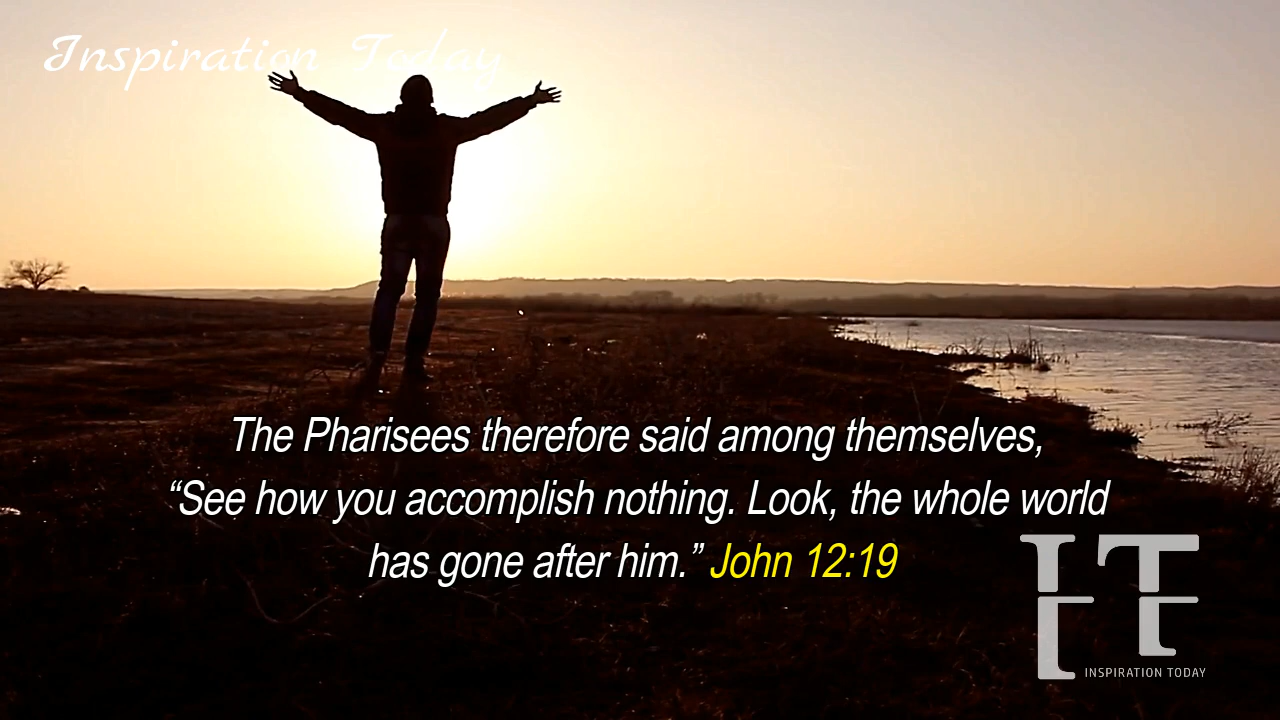 Inspiration Today
The Pharisees therefore said among themselves,
“See how you accomplish nothing. Look, the whole world
has gone after him.” John 12:19
IT
INSPIRATION TODAY